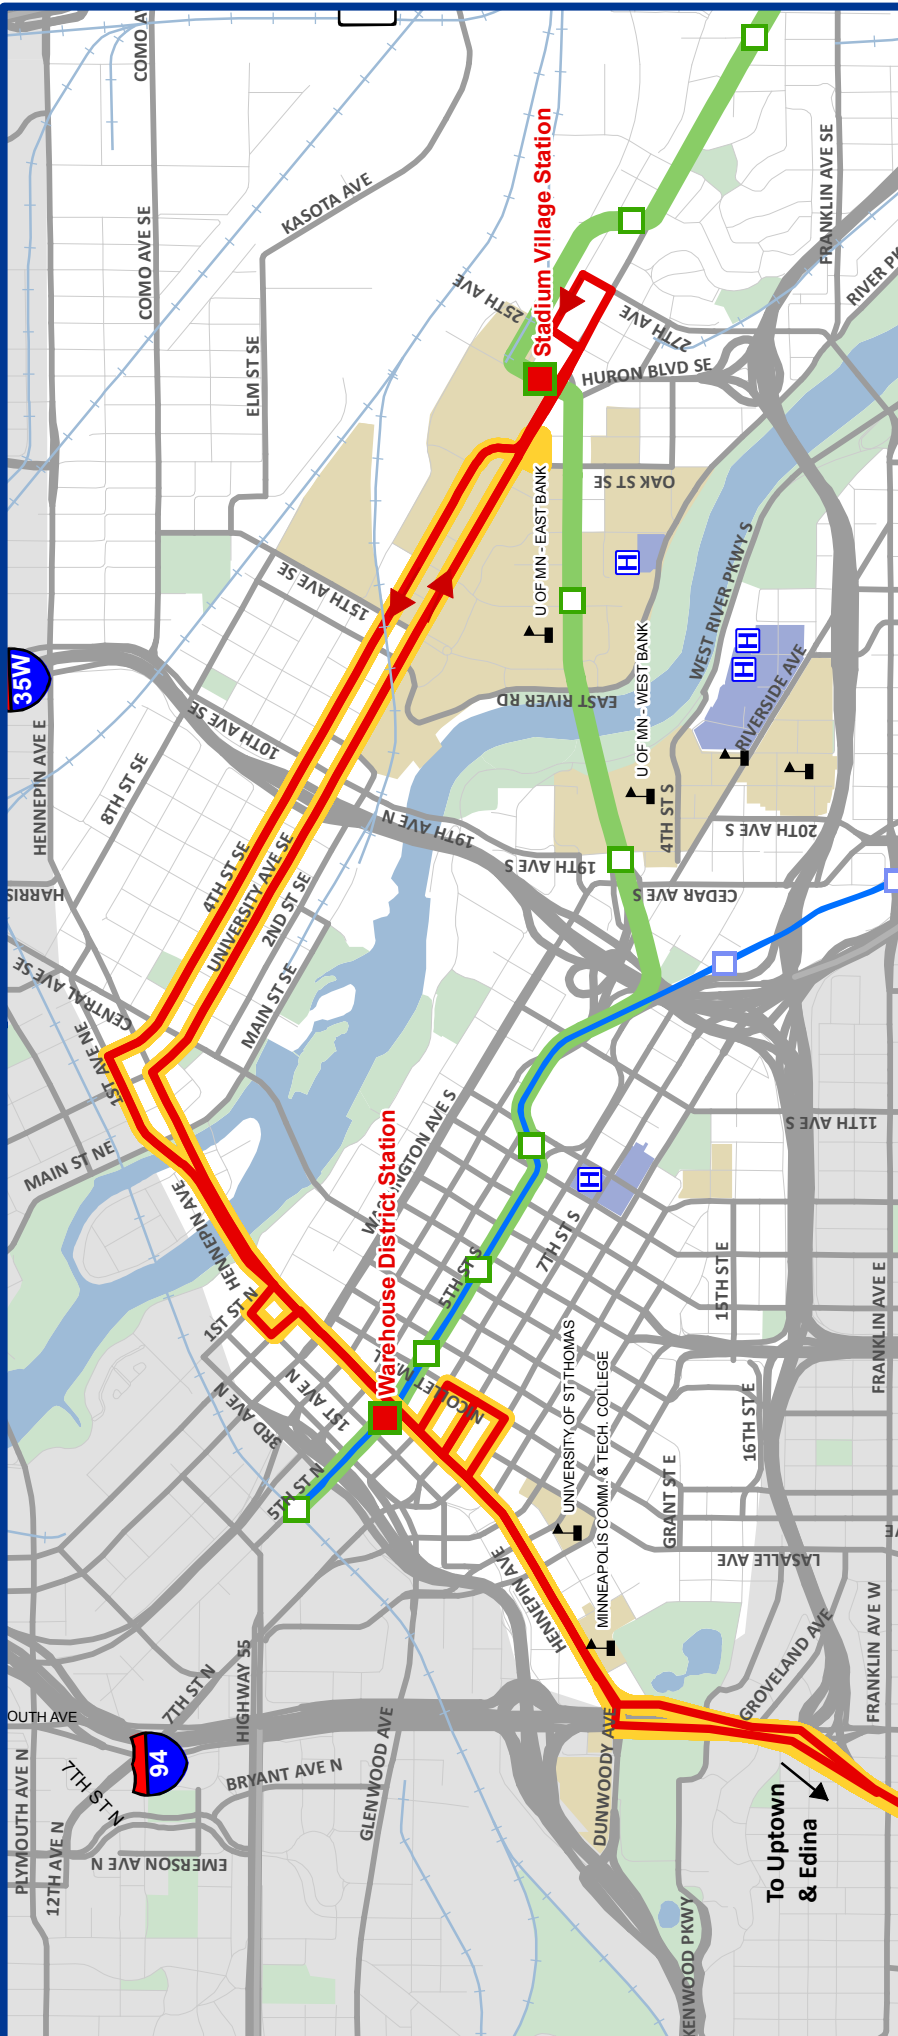 COMO A
COMO AVE SE
KASOTA AVE
ELM ST SE
Stadium Village Station
25TH AVE
27TH AVE
HURON BLVD SE
FRANKLIN AVE SE
RIVER PK
OAK ST SE
U OF MN - EAST BANK
H
15TH AVE SE
WEST RIVER PKWY S
EAST RIVER RD
U OF MN - WEST BANK
H
H
RIVERSIDE AVE
35W
HENNEPIN AVE E
10TH AVE SE
8TH ST SE
19TH AVE N
19TH AVE S
4TH ST S
20TH AVE S
CEDAR AVE S
HARRIS
4TH ST SE
UNIVERSITY AVE SE
2ND ST SE
MAIN ST SE
CENTRAL AVE SE
1ST AVE NE
MAIN ST NE
HENNEPIN AVE
1ST ST N
WASHINGTON AVE S
Warehouse District Station
5TH ST S
7TH ST S
H
11TH AVE S
15TH ST E
16TH ST E
FRANKLIN AVE E
3RD AVE N
1ST AVE N
NICOLLET MALL
5TH ST N
UNIVERSITY OF ST THOMAS
MINNEAPOLIS COMM. & TECH. COLLEGE
GRANT ST E
LASALLE AVE
HENNEPIN AVE
GROVELAND AVE
FRANKLIN AVE W
7TH ST N
HIGHWAY 55
OUTH AVE
PLYMOUTH AVE N
94
7TH ST N
12TH AVE N
BRYANT AVE N
EMERSON AVE N
GLENWOOD AVE
DUNWOODY AVE
KENWOOD PKWY
To Uptown
& Edina